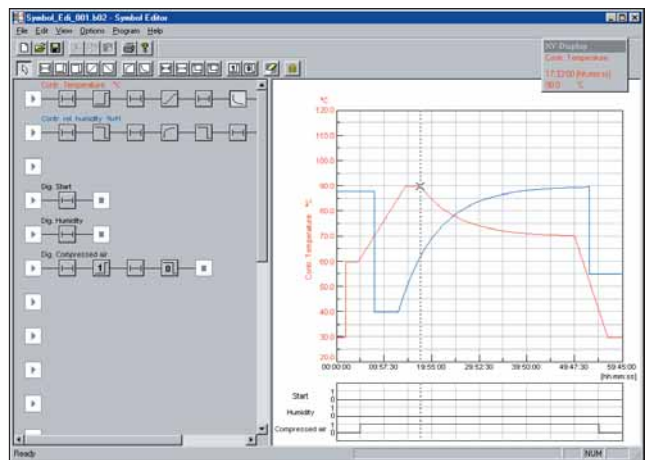 Symbol_Edi_001.b02 - Symbol Editor
File Edit View Options Program Help
XY-Display
Contr. Temperature
17:33:00 [hh:mm:ss]
90.0 °C
Contr. Temperature °C
Contr. rel. humidity %rH
Dig. Start
Dig. Humidity
Dig. Compressed air
1
0
°C
120.0
110.0
100.0
90.0
80.0
70.0
60.0
50.0
40.0
30.0
20.0
Contr. Temperature °C
00:00:00 09:57:30 19:55:00 29:52:30 39:50:00 49:47:30 59:45:00
[hh:mm:ss]
Start 1 0
Humidity 1 0
Compressed air 1 0
Ready
NUM